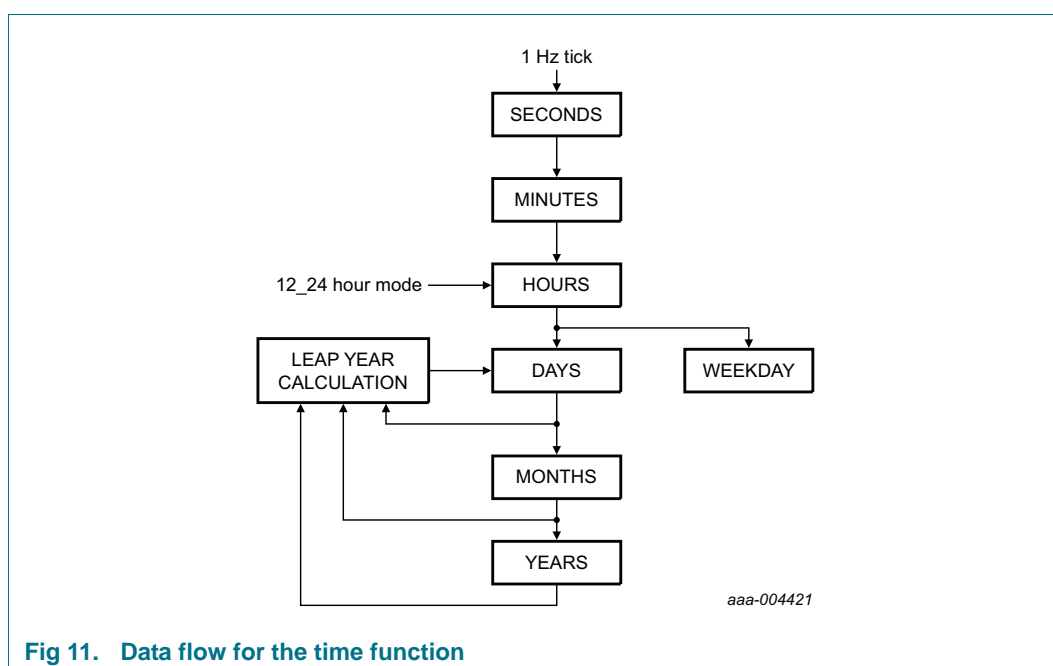 1 Hz tick
SECONDS
MINUTES
12_24 hour mode
HOURS
LEAP YEAR
CALCULATION
DAYS
WEEKDAY
MONTHS
YEARS
aaa-004421
Fig 11. Data flow for the time function